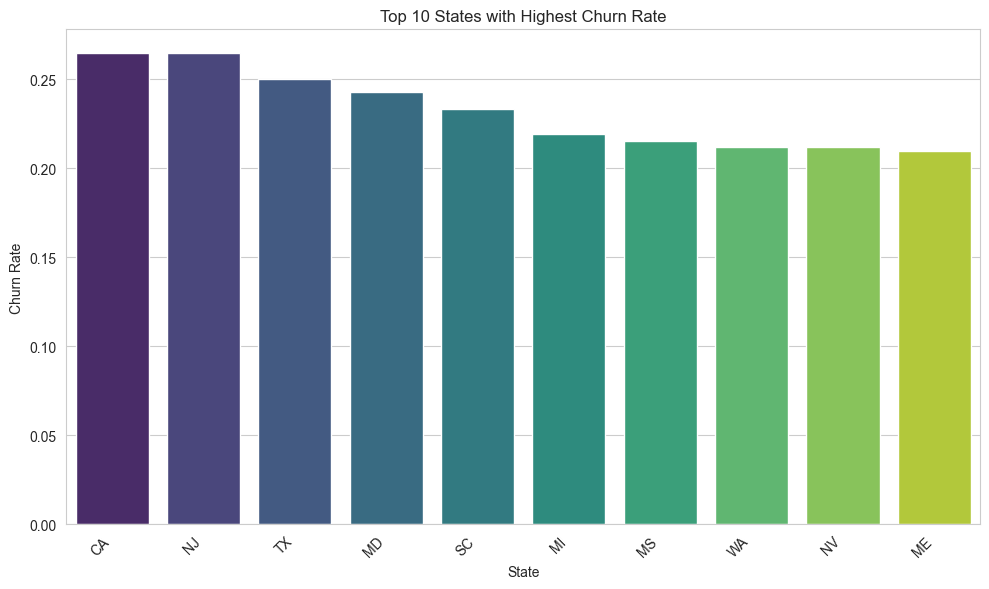 Top 10 States with Highest Churn Rate
Churn Rate
0.25
0.20
0.15
0.10
0.05
0.00
CA NJ TX MD SC MI MS WA NV ME
State